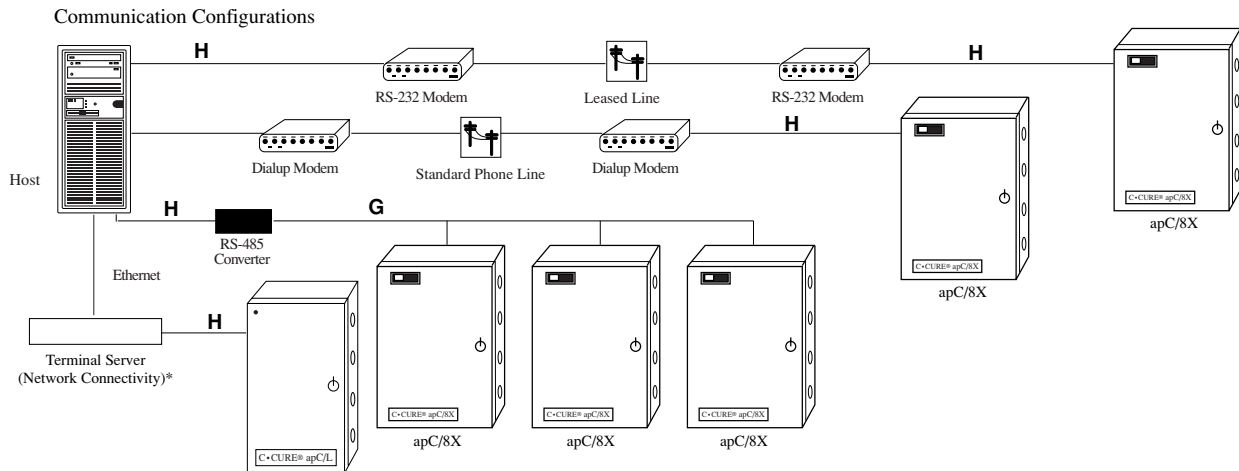 Communication Configurations
H
H
RS-232 Modem
Leased Line
RS-232 Modem
H
Dialup Modem
Standard Phone Line
Dialup Modem
C•CURE® apC/8X
apC/8X
Host
C•CURE® apC/8X
apC/8X
H
G
RS-485
Converter
Ethernet
H
Terminal Server
(Network Connectivity)*
C•CURE® apC/8X
C•CURE® apC/8X
C•CURE® apC/8X
apC/8X
apC/8X
apC/8X
C•CURE® apC/L